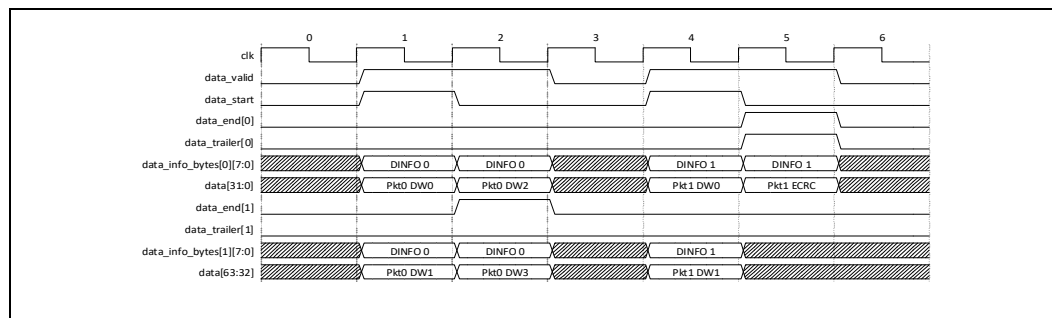 0 1 2 3 4 5 6
clk
data_valid
data_start
data_end[0]
data_trailer[0]
data_info_bytes[0][7:0] DINFO 0 DINFO 0 DINFO 1 DINFO 1
data[31:0] Pkt0 DW0 Pkt0 DW2 Pkt1 DW0 Pkt1 ECRC
data_end[1]
data_trailer[1]
data_info_bytes[1][7:0] DINFO 0 DINFO 0 DINFO 1
data[63:32] Pkt0 DW1 Pkt0 DW3 Pkt1 DW1